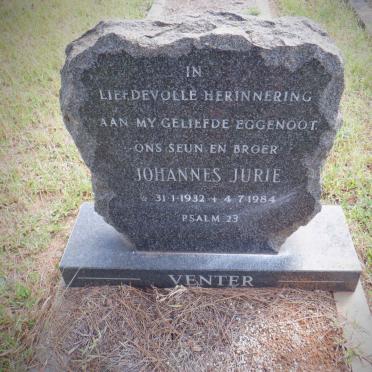 IN
LIEFDEVOLLE HERINNERING
AAN MY GELIEFDE EGGENOOT
ONS SEUN EN BROER
JOHANNES JURIE
☆ 31·1·1932 + 4·7·1984
PSALM 23
VENTER